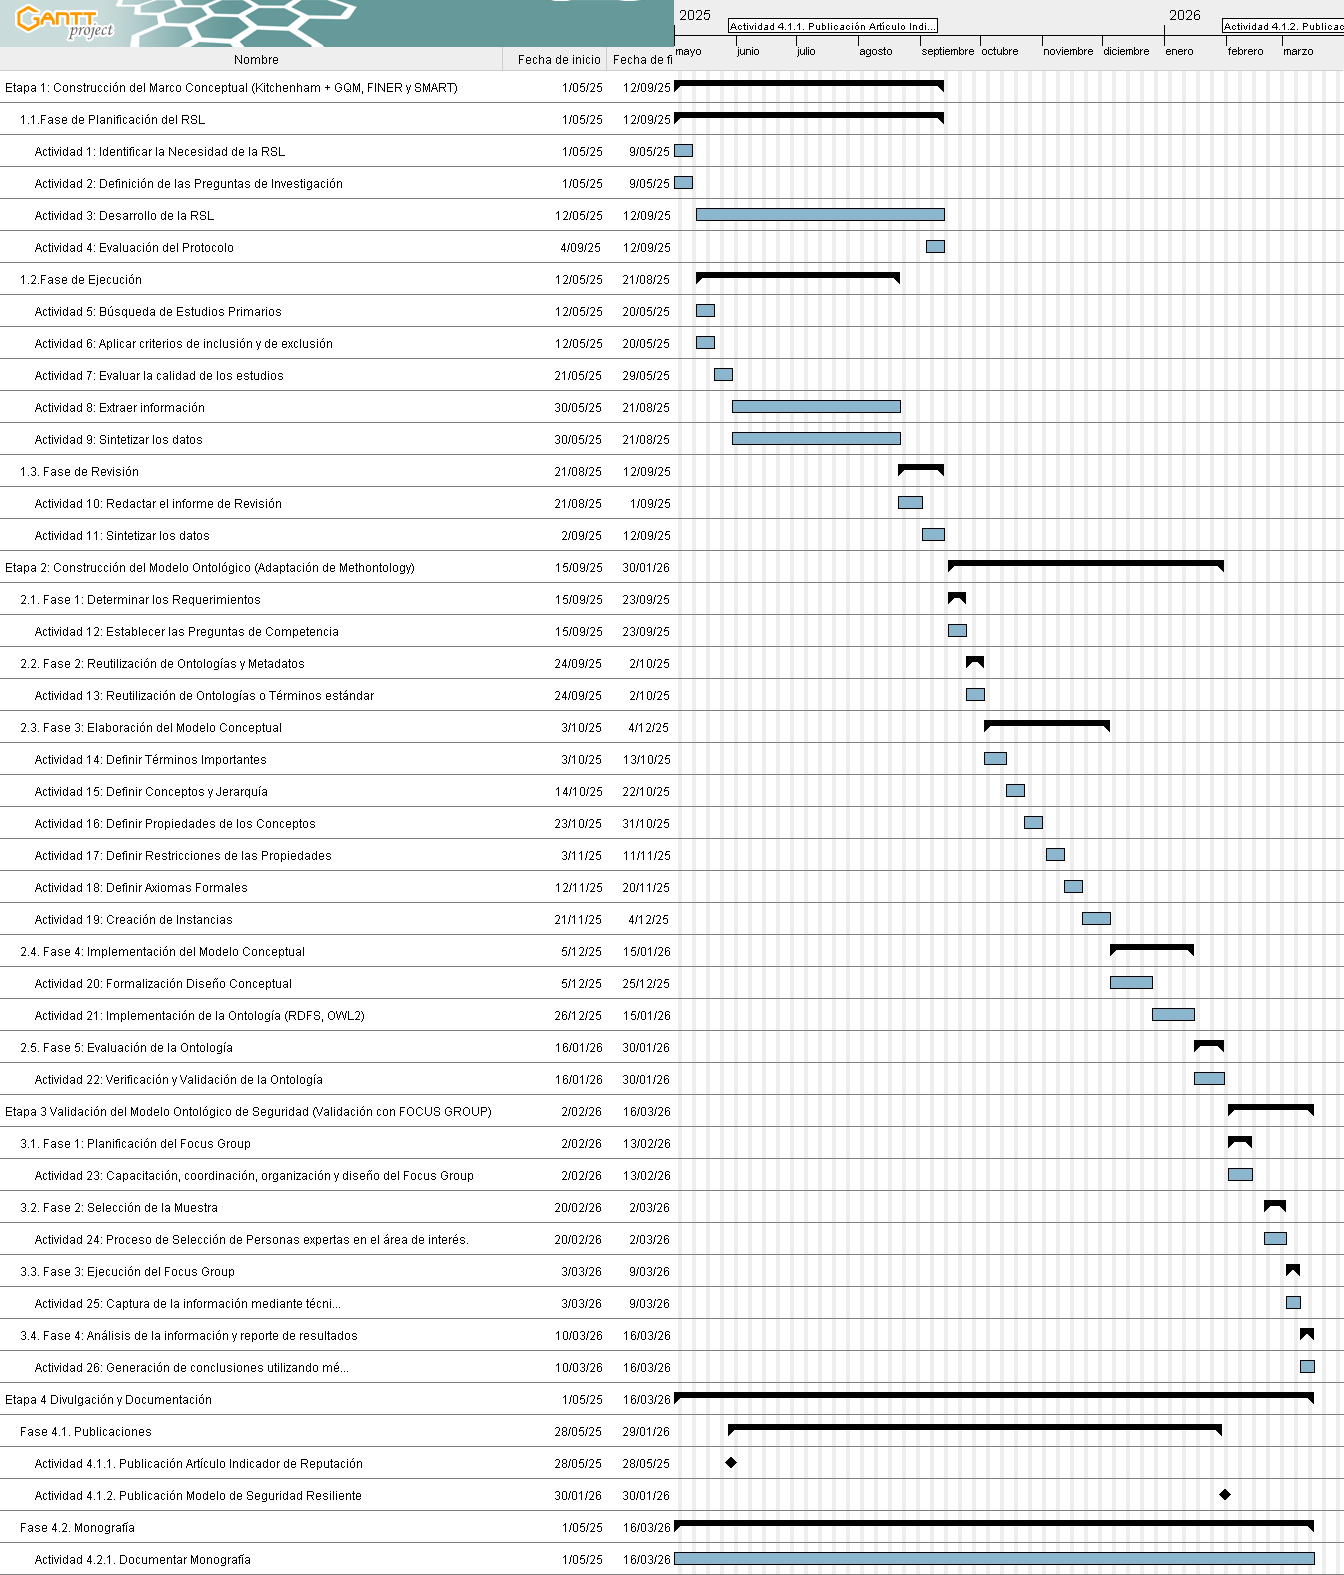 GANTT project
2025
2026
Actividad 4.1.1. Publicación Artículo Indi...
Actividad 4.1.2. Publicac
mayo junio julio agosto septiembre octubre noviembre diciembre enero febrero marzo
Nombre Fecha de inicio Fecha de fi
Etapa 1: Construcción del Marco Conceptual (Kitchenham + GQM, FINER y SMART) 1/05/25 12/09/25
1.1.Fase de Planificación del RSL 1/05/25 12/09/25
Actividad 1: Identificar la Necesidad de la RSL 1/05/25 9/05/25
Actividad 2: Definición de las Preguntas de Investigación 1/05/25 9/05/25
Actividad 3: Desarrollo de la RSL 12/05/25 12/09/25
Actividad 4: Evaluación del Protocolo 4/09/25 12/09/25
1.2.Fase de Ejecución 12/05/25 21/08/25
Actividad 5: Búsqueda de Estudios Primarios 12/05/25 20/05/25
Actividad 6: Aplicar criterios de inclusión y de exclusión 12/05/25 20/05/25
Actividad 7: Evaluar la calidad de los estudios 21/05/25 29/05/25
Actividad 8: Extraer información 30/05/25 21/08/25
Actividad 9: Sintetizar los datos 30/05/25 21/08/25
1.3. Fase de Revisión 21/08/25 12/09/25
Actividad 10: Redactar el informe de Revisión 21/08/25 1/09/25
Actividad 11: Sintetizar los datos 2/09/25 12/09/25
Etapa 2: Construcción del Modelo Ontológico (Adaptación de Methontology) 15/09/25 30/01/26
2.1. Fase 1: Determinar los Requerimientos 15/09/25 23/09/25
Actividad 12: Establecer las Preguntas de Competencia 15/09/25 23/09/25
2.2. Fase 2: Reutilización de Ontologías y Metadatos 24/09/25 2/10/25
Actividad 13: Reutilización de Ontologías o Términos estándar 24/09/25 2/10/25
2.3. Fase 3: Elaboración del Modelo Conceptual 3/10/25 4/12/25
Actividad 14: Definir Términos Importantes 3/10/25 13/10/25
Actividad 15: Definir Conceptos y Jerarquía 14/10/25 22/10/25
Actividad 16: Definir Propiedades de los Conceptos 23/10/25 31/10/25
Actividad 17: Definir Restricciones de las Propiedades 3/11/25 11/11/25
Actividad 18: Definir Axiomas Formales 12/11/25 20/11/25
Actividad 19: Creación de Instancias 21/11/25 4/12/25
2.4. Fase 4: Implementación del Modelo Conceptual 5/12/25 15/01/26
Actividad 20: Formalización Diseño Conceptual 5/12/25 25/12/25
Actividad 21: Implementación de la Ontología (RDFS, OWL2) 26/12/25 15/01/26
2.5. Fase 5: Evaluación de la Ontología 16/01/26 30/01/26
Actividad 22: Verificación y Validación de la Ontología 16/01/26 30/01/26
Etapa 3 Validación del Modelo Ontológico de Seguridad (Validación con FOCUS GROUP) 2/02/26 16/03/26
3.1. Fase 1: Planificación del Focus Group 2/02/26 13/02/26
Actividad 23: Capacitación, coordinación, organización y diseño del Focus Group 2/02/26 13/02/26
3.2. Fase 2: Selección de la Muestra 20/02/26 2/03/26
Actividad 24: Proceso de Selección de Personas expertas en el área de interés. 20/02/26 2/03/26
3.3. Fase 3: Ejecución del Focus Group 3/03/26 9/03/26
Actividad 25: Captura de la información mediante técni... 3/03/26 9/03/26
3.4. Fase 4: Análisis de la información y reporte de resultados 10/03/26 16/03/26
Actividad 26: Generación de conclusiones utilizando mé... 10/03/26 16/03/26
Etapa 4 Divulgación y Documentación 1/05/25 16/03/26
Fase 4.1. Publicaciones 28/05/25 29/01/26
Actividad 4.1.1. Publicación Artículo Indicador de Reputación 28/05/25 28/05/25
Actividad 4.1.2. Publicación Modelo de Seguridad Resiliente 30/01/26 30/01/26
Fase 4.2. Monografía 1/05/25 16/03/26
Actividad 4.2.1. Documentar Monografía 1/05/25 16/03/26